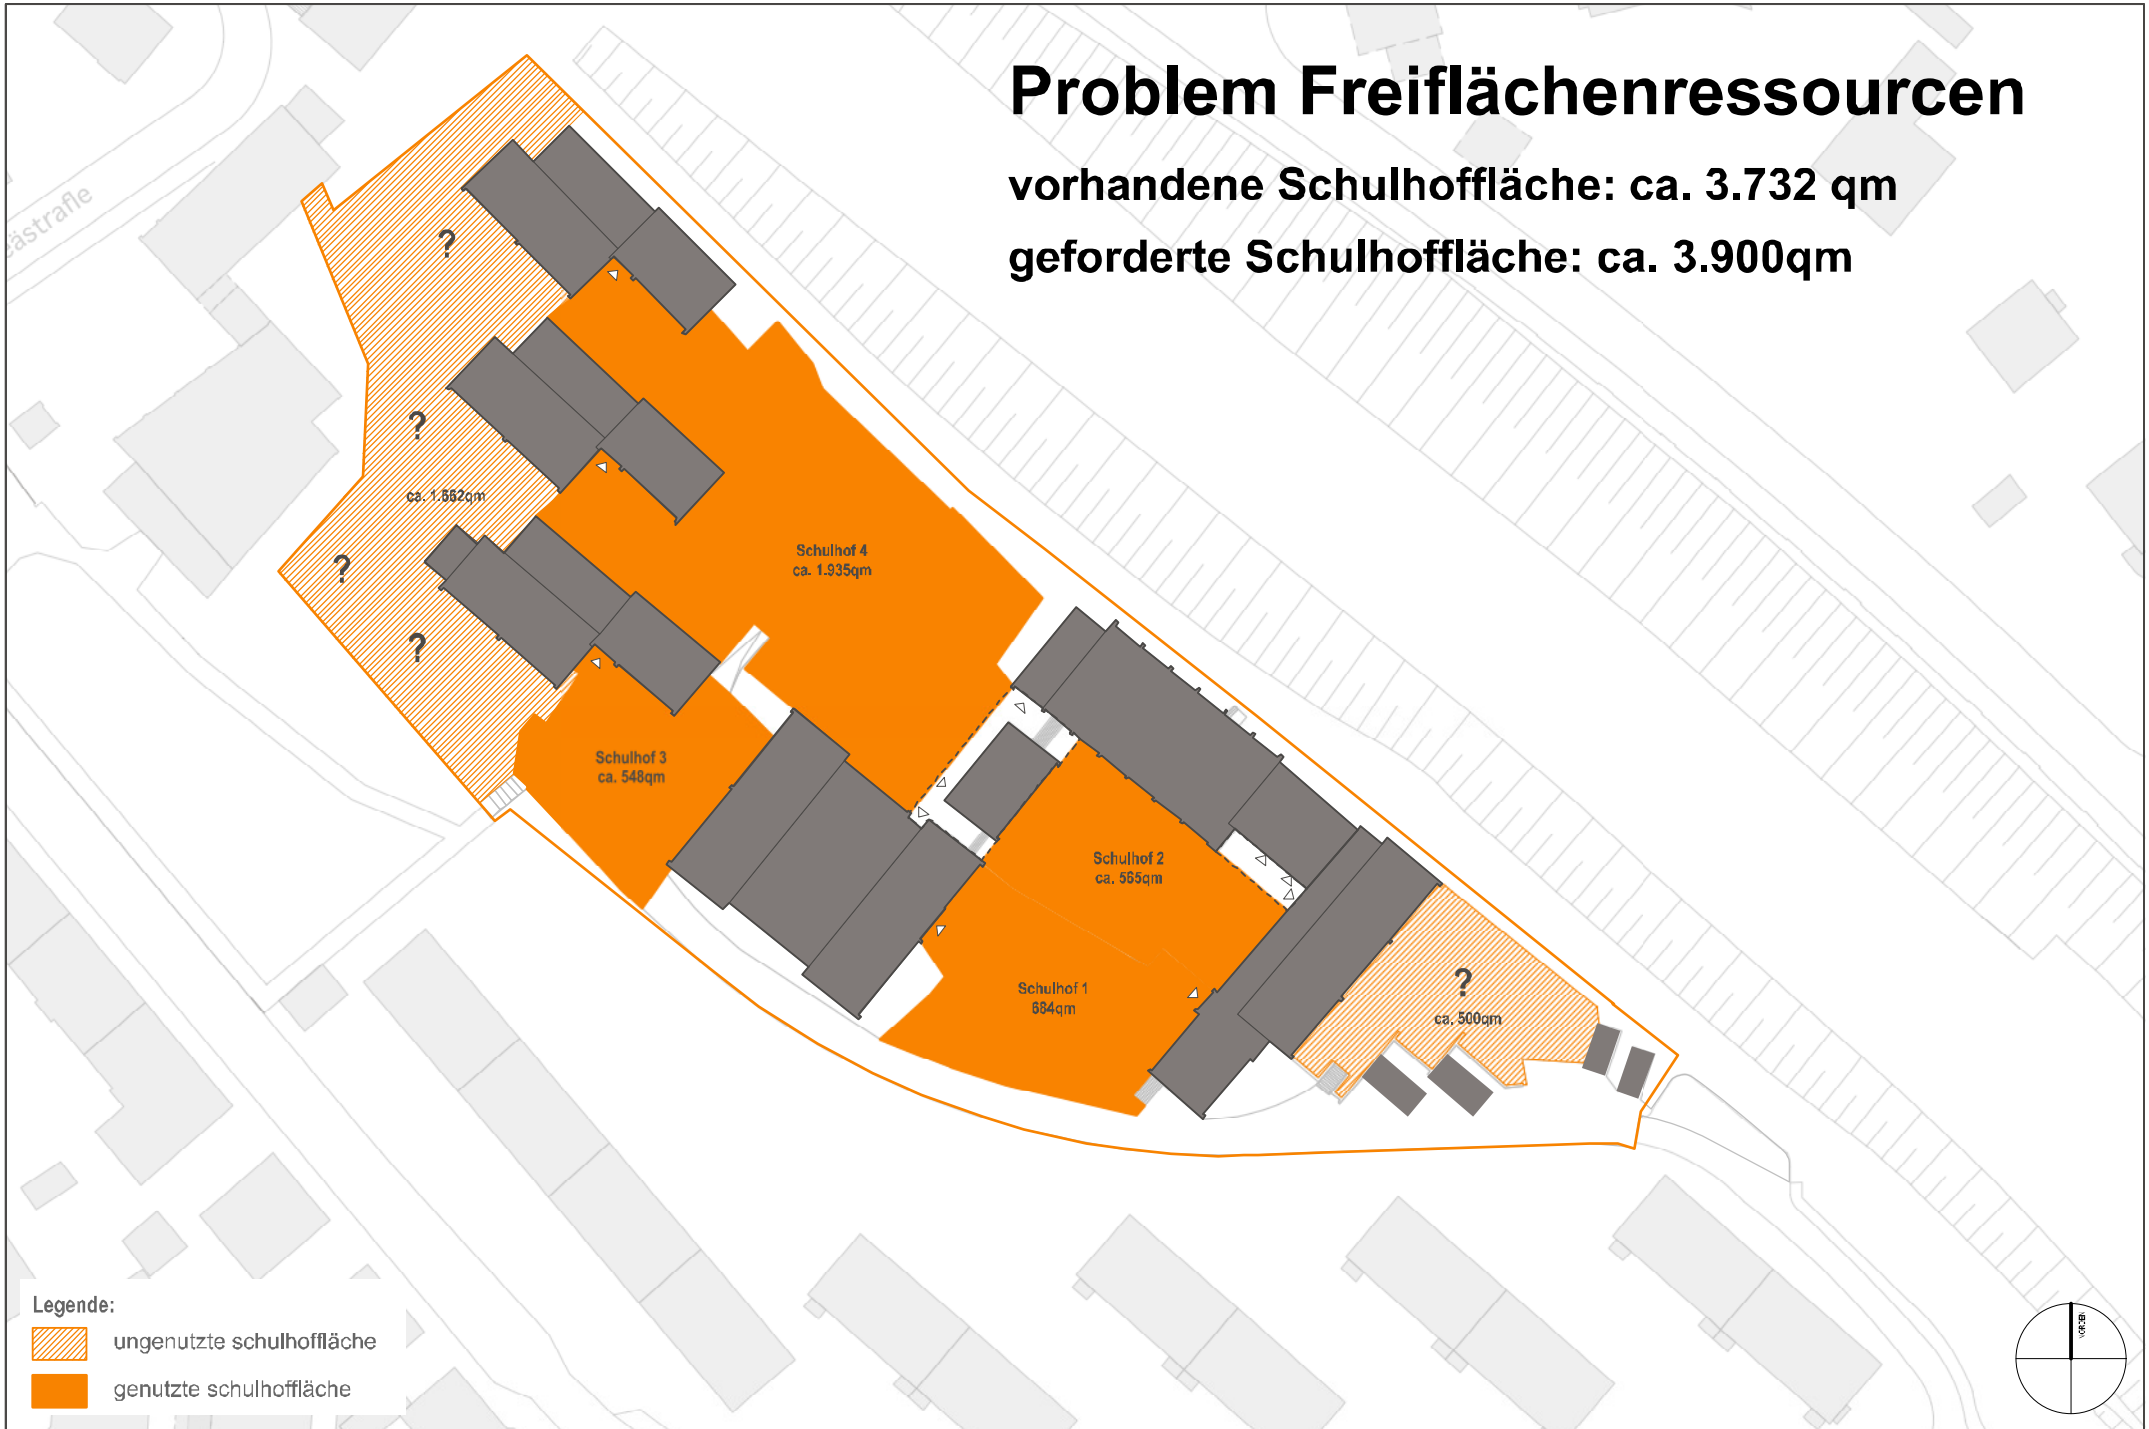 Problem Freiflächenressourcen
vorhandene Schulhoffläche: ca. 3.732 qm
geforderte Schulhoffläche: ca. 3.900qm
ästrafle
?
?
ca. 1.662qm
?
?
Schulhof 4
ca. 1.935qm
Schulhof 3
ca. 548qm
Schulhof 2
ca. 565qm
Schulhof 1
684qm
?
ca. 500qm
Legende:
ungenutzte schulhoffläche
genutzte schulhoffläche
NORDEN